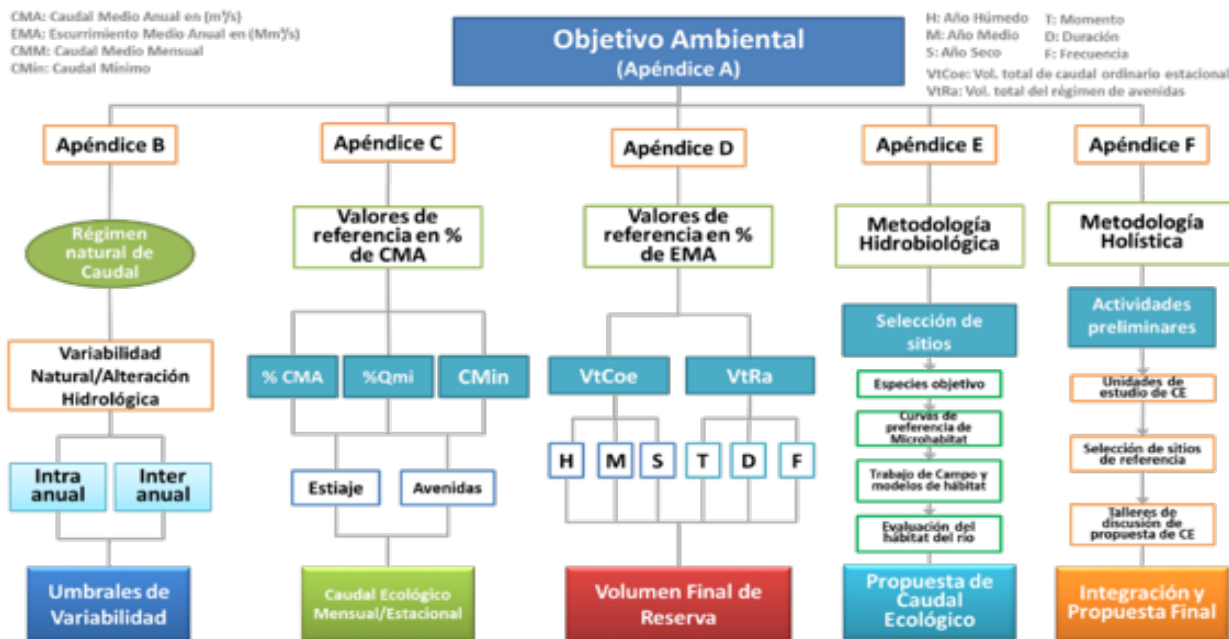 CMA: Caudal Medio Anual en (m³/s)
EMA: Escurrimiento Medio Anual en (Mm³/s)
CMM: Caudal Medio Mensual
CMin: Caudal Mínimo
Objetivo Ambiental
(Apéndice A)
H: Año Húmedo T: Momento
M: Año Medio D: Duración
S: Año Seco F: Frecuencia
VtCoe: Vol. total de caudal ordinario estacional
VtRa: Vol. total del régimen de avenidas
Apéndice B
Régimen
natural de
Caudal
Variabilidad
Natural/Alteración
Hidrológica
Intra
anual
Inter
anual
Umbrales de
Variabilidad
Apéndice C
Valores de
referencia en %
de CMA
% CMA
%Qmi
CMin
Estiaje
Avenidas
Caudal Ecológico
Mensual/Estacional
Apéndice D
Valores de
referencia en %
de EMA
VtCoe
VtRa
H
M
S
T
D
F
Volumen Final de
Reserva
Apéndice E
Metodología
Hidrobiológica
Selección de
sitios
Especies objetivo
Curvas de
preferencia de
Microhabitat
Trabajo de Campo y
modelos de hábitat
Evaluación del
hábitat del río
Propuesta de
Caudal
Ecológico
Apéndice F
Metodología
Holística
Actividades
preliminares
Unidades de
estudio de CE
Selección de sitios
de referencia
Talleres de
discusión de
propuesta de CE
Integración y
Propuesta Final